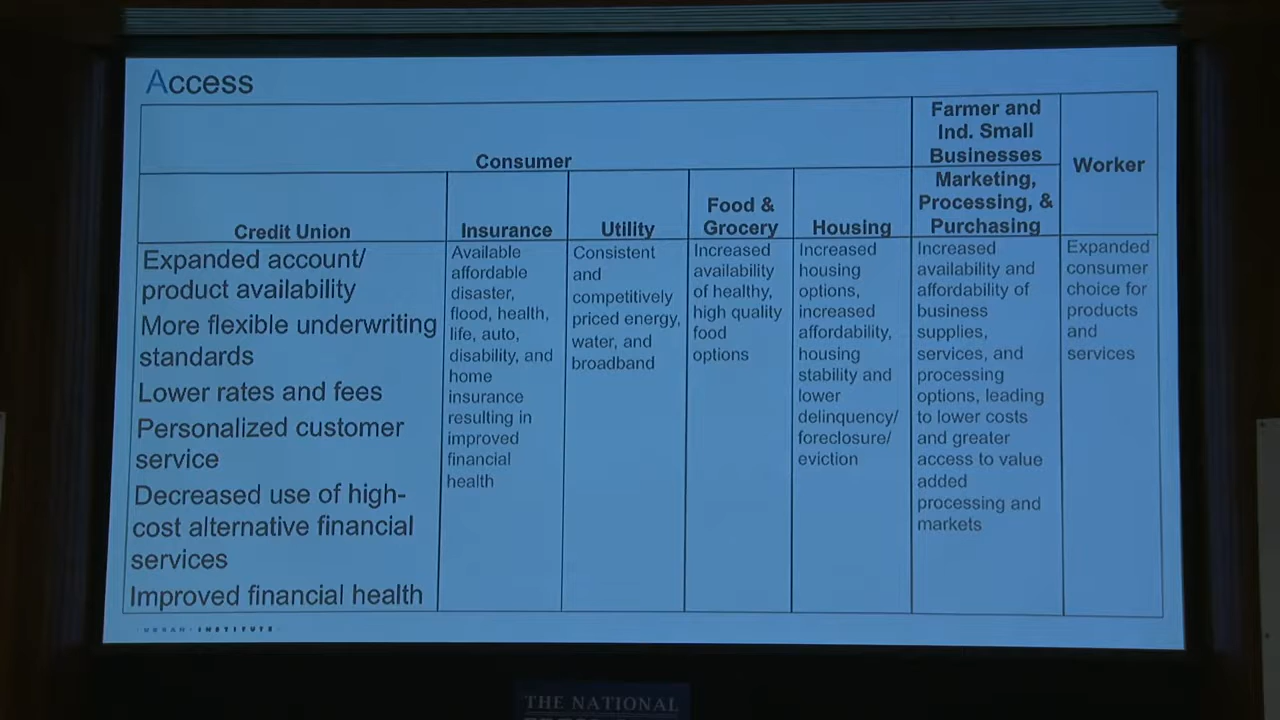 Access
Consumer
Farmer and
Ind. Small
Businesses
Worker
Credit Union
Insurance
Utility
Food &
Grocery
Housing
Marketing,
Processing, &
Purchasing
Expanded account/
product availability
More flexible underwriting
standards
Lower rates and fees
Personalized customer
service
Decreased use of high-
cost alternative financial
services
Improved financial health
Available
affordable
disaster,
flood, health,
life, auto,
disability, and
home
insurance
resulting in
improved
financial
health
Consistent
and
competitively
priced energy,
water, and
broadband
Increased
availability
of healthy,
high quality
food
options
Increased
housing
options,
increased
affordability,
housing
stability and
lower
delinquency/
foreclosure/
eviction
Increased
availability and
affordability of
business
supplies,
services, and
processing
options, leading
to lower costs
and greater
access to value
added
processing and
markets
Expanded
consumer
choice for
products
and
services
URBAN · INSTITUTE
THE NATIONAL